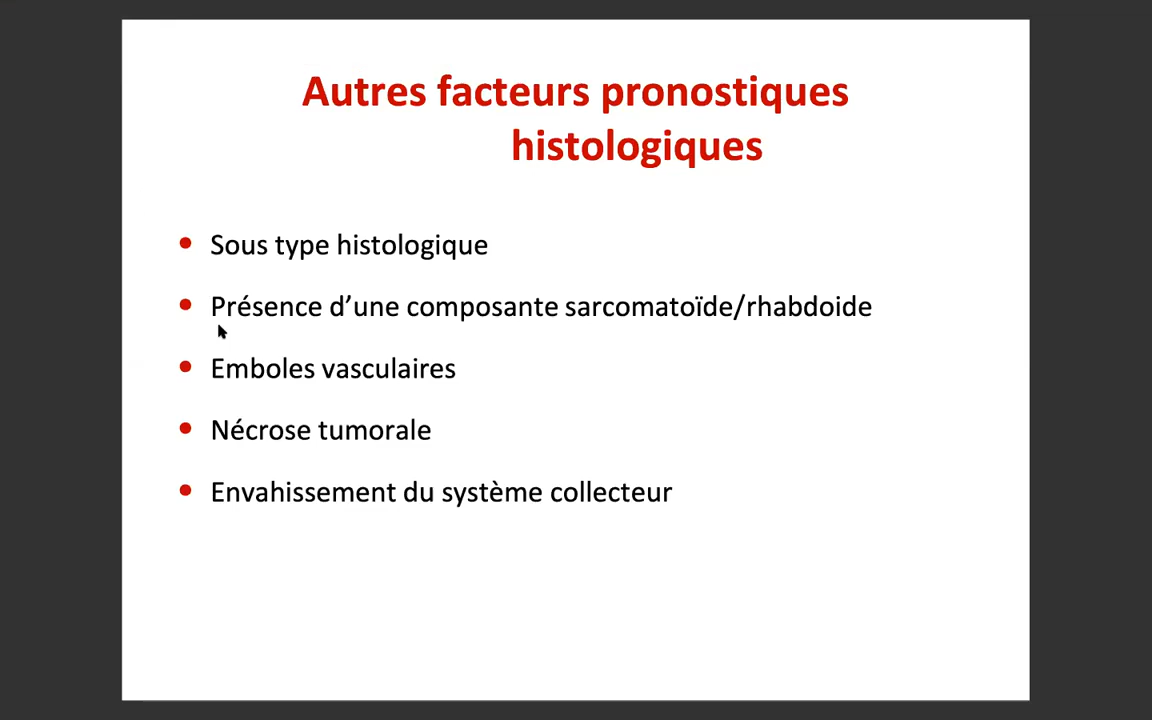 Autres facteurs pronostiques
histologiques
• Sous type histologique
• Présence d’une composante sarcomatoïde/rhabdoide
• Emboles vasculaires
• Nécrose tumorale
• Envahissement du système collecteur